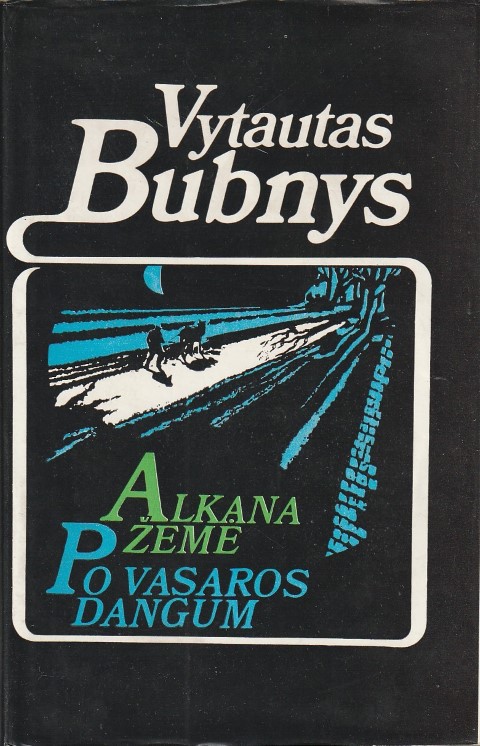 Vytautas
Bubnys
ALKANA
ŽEMĖ
PO VASAROS
DANGUM